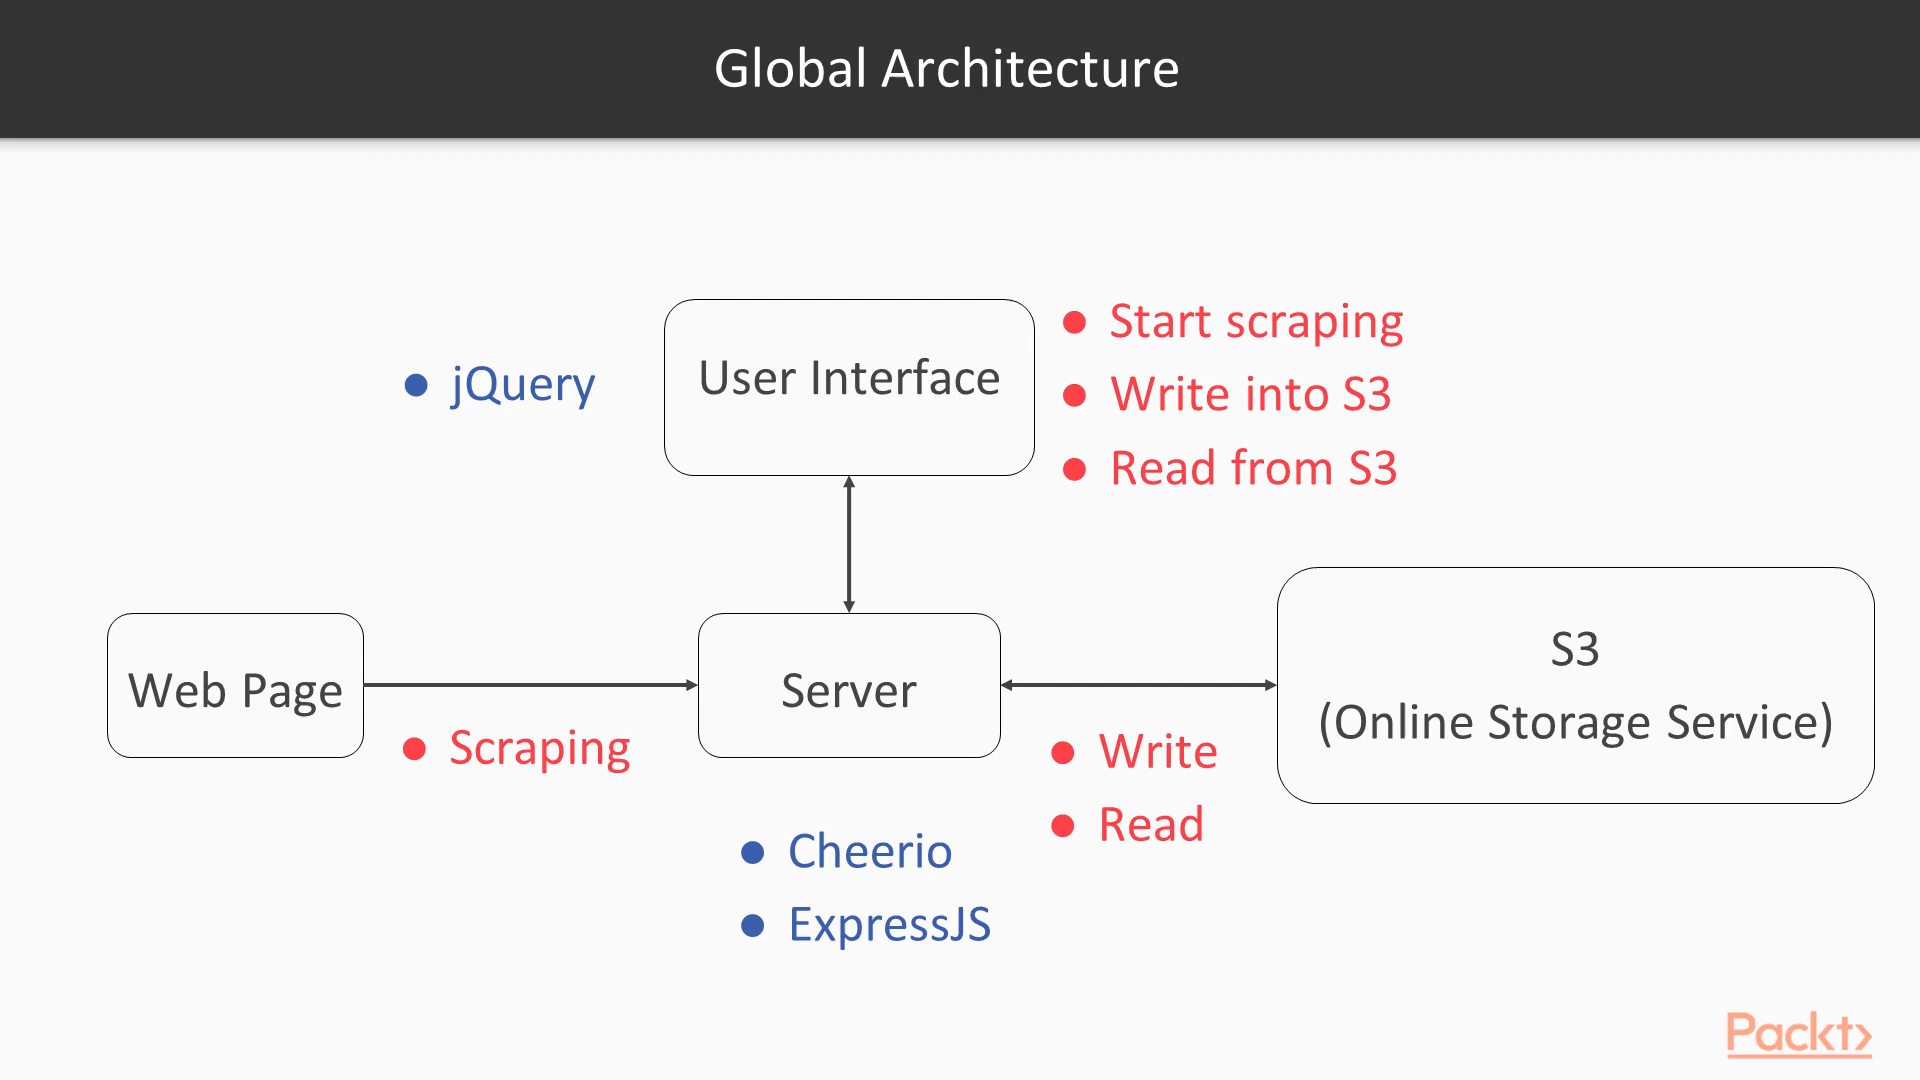 Global Architecture
• jQuery
User Interface
• Start scraping
• Write into S3
• Read from S3
Web Page
• Scraping
Server
• Cheerio
• ExpressJS
• Write
• Read
S3
(Online Storage Service)
Packt>